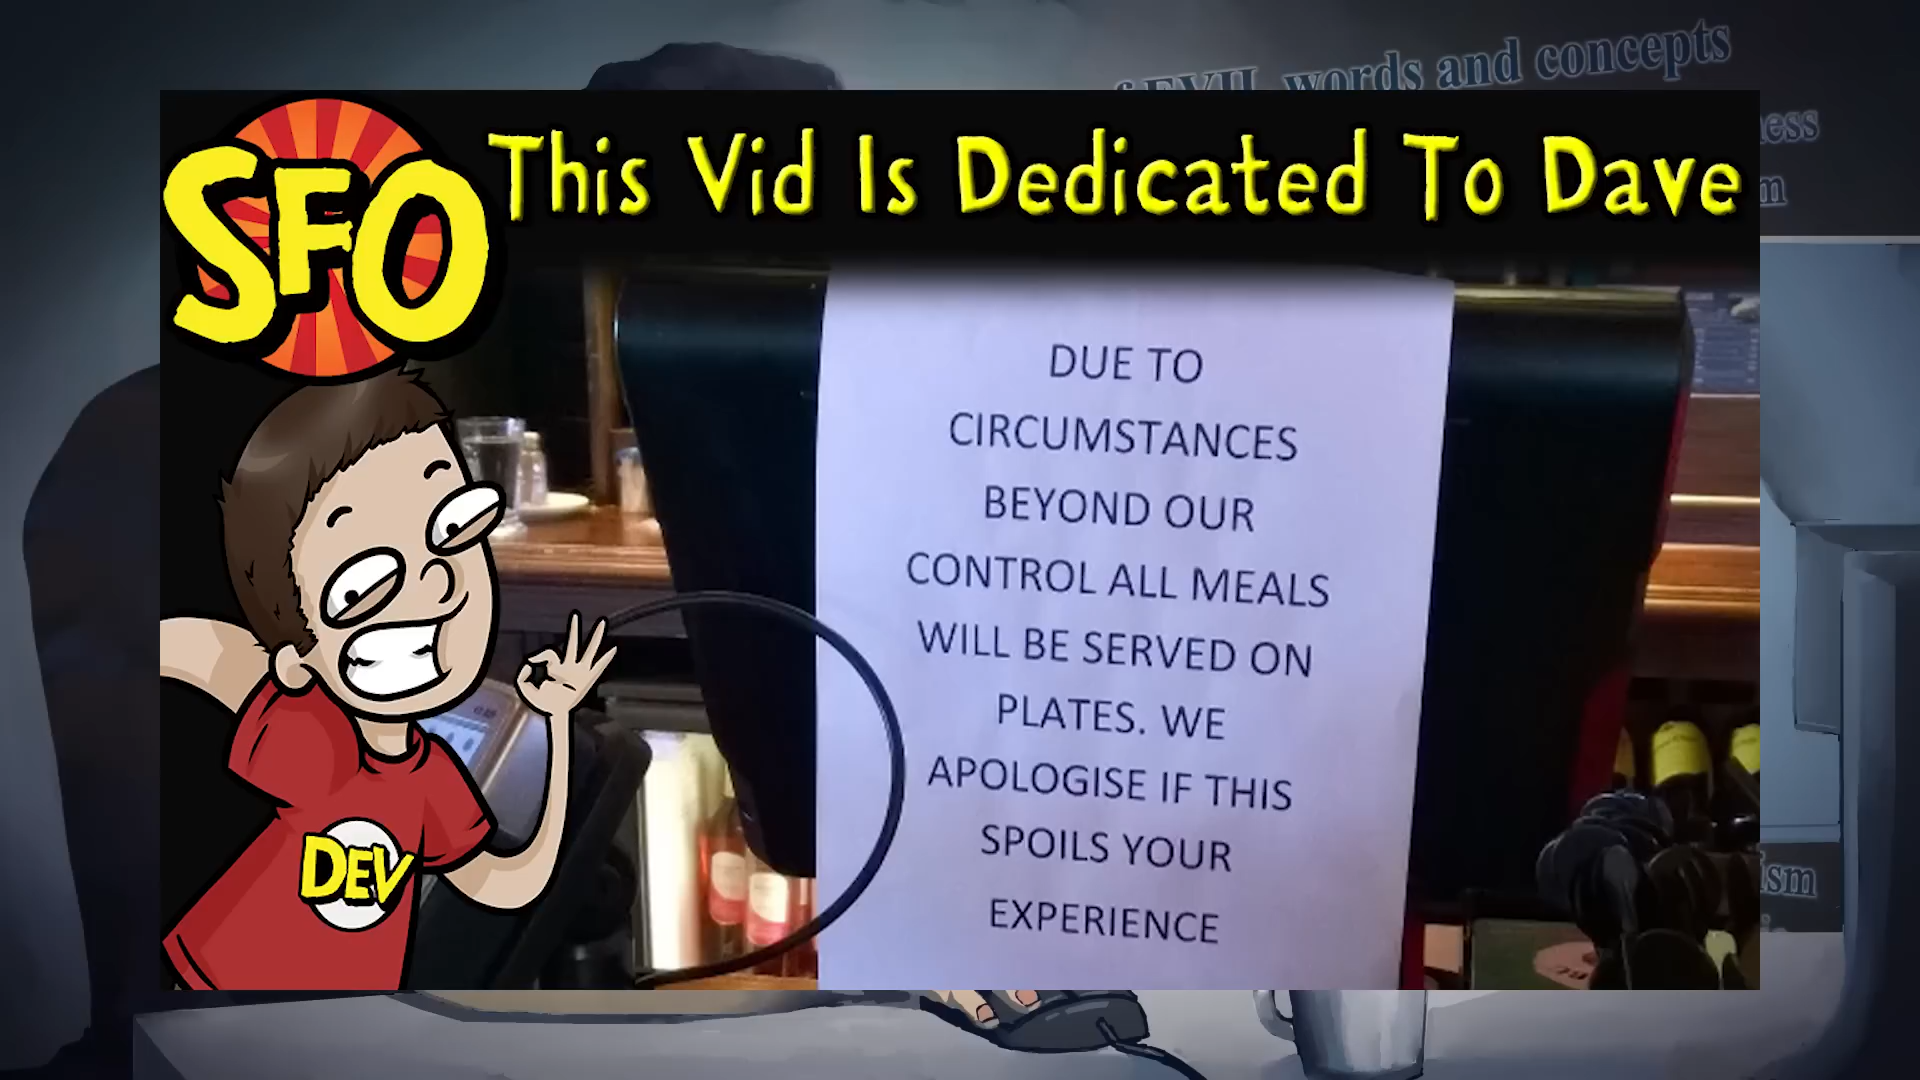 words and concepts
SFO
This Vid Is Dedicated To Dave
DUE TO
CIRCUMSTANCES
BEYOND OUR
CONTROL ALL MEALS
WILL BE SERVED ON
PLATES. WE
APOLOGISE IF THIS
SPOILS YOUR
EXPERIENCE
DEV